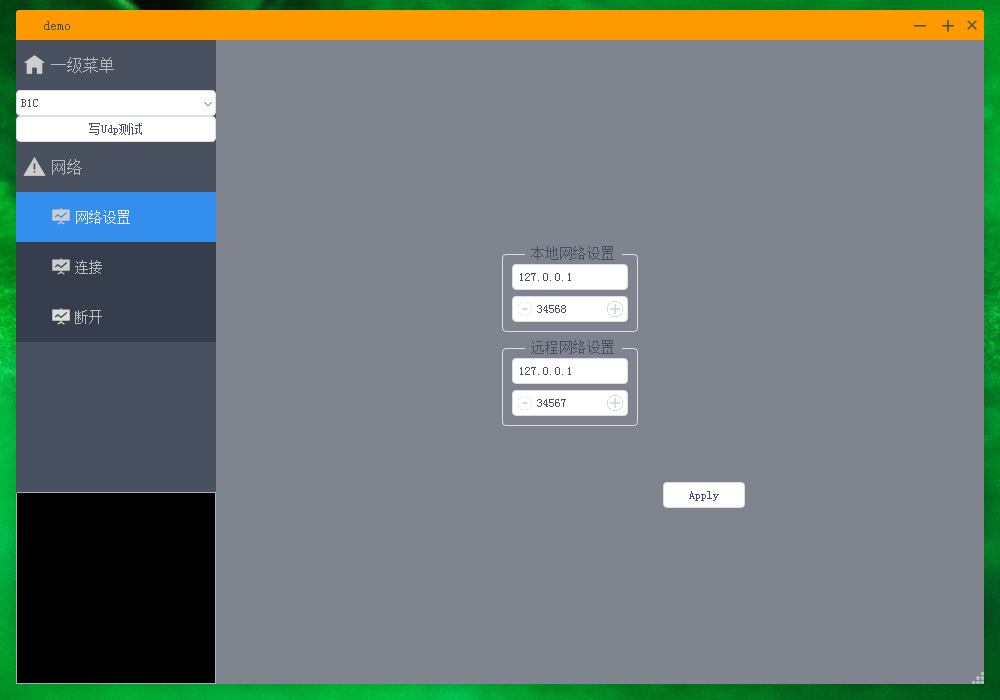 demo
一级菜单
B1C
写Udp测试
网络
网络设置
连接
断开
本地网络设置
127.0.0.1
34568
远程网络设置
127.0.0.1
34567
Apply